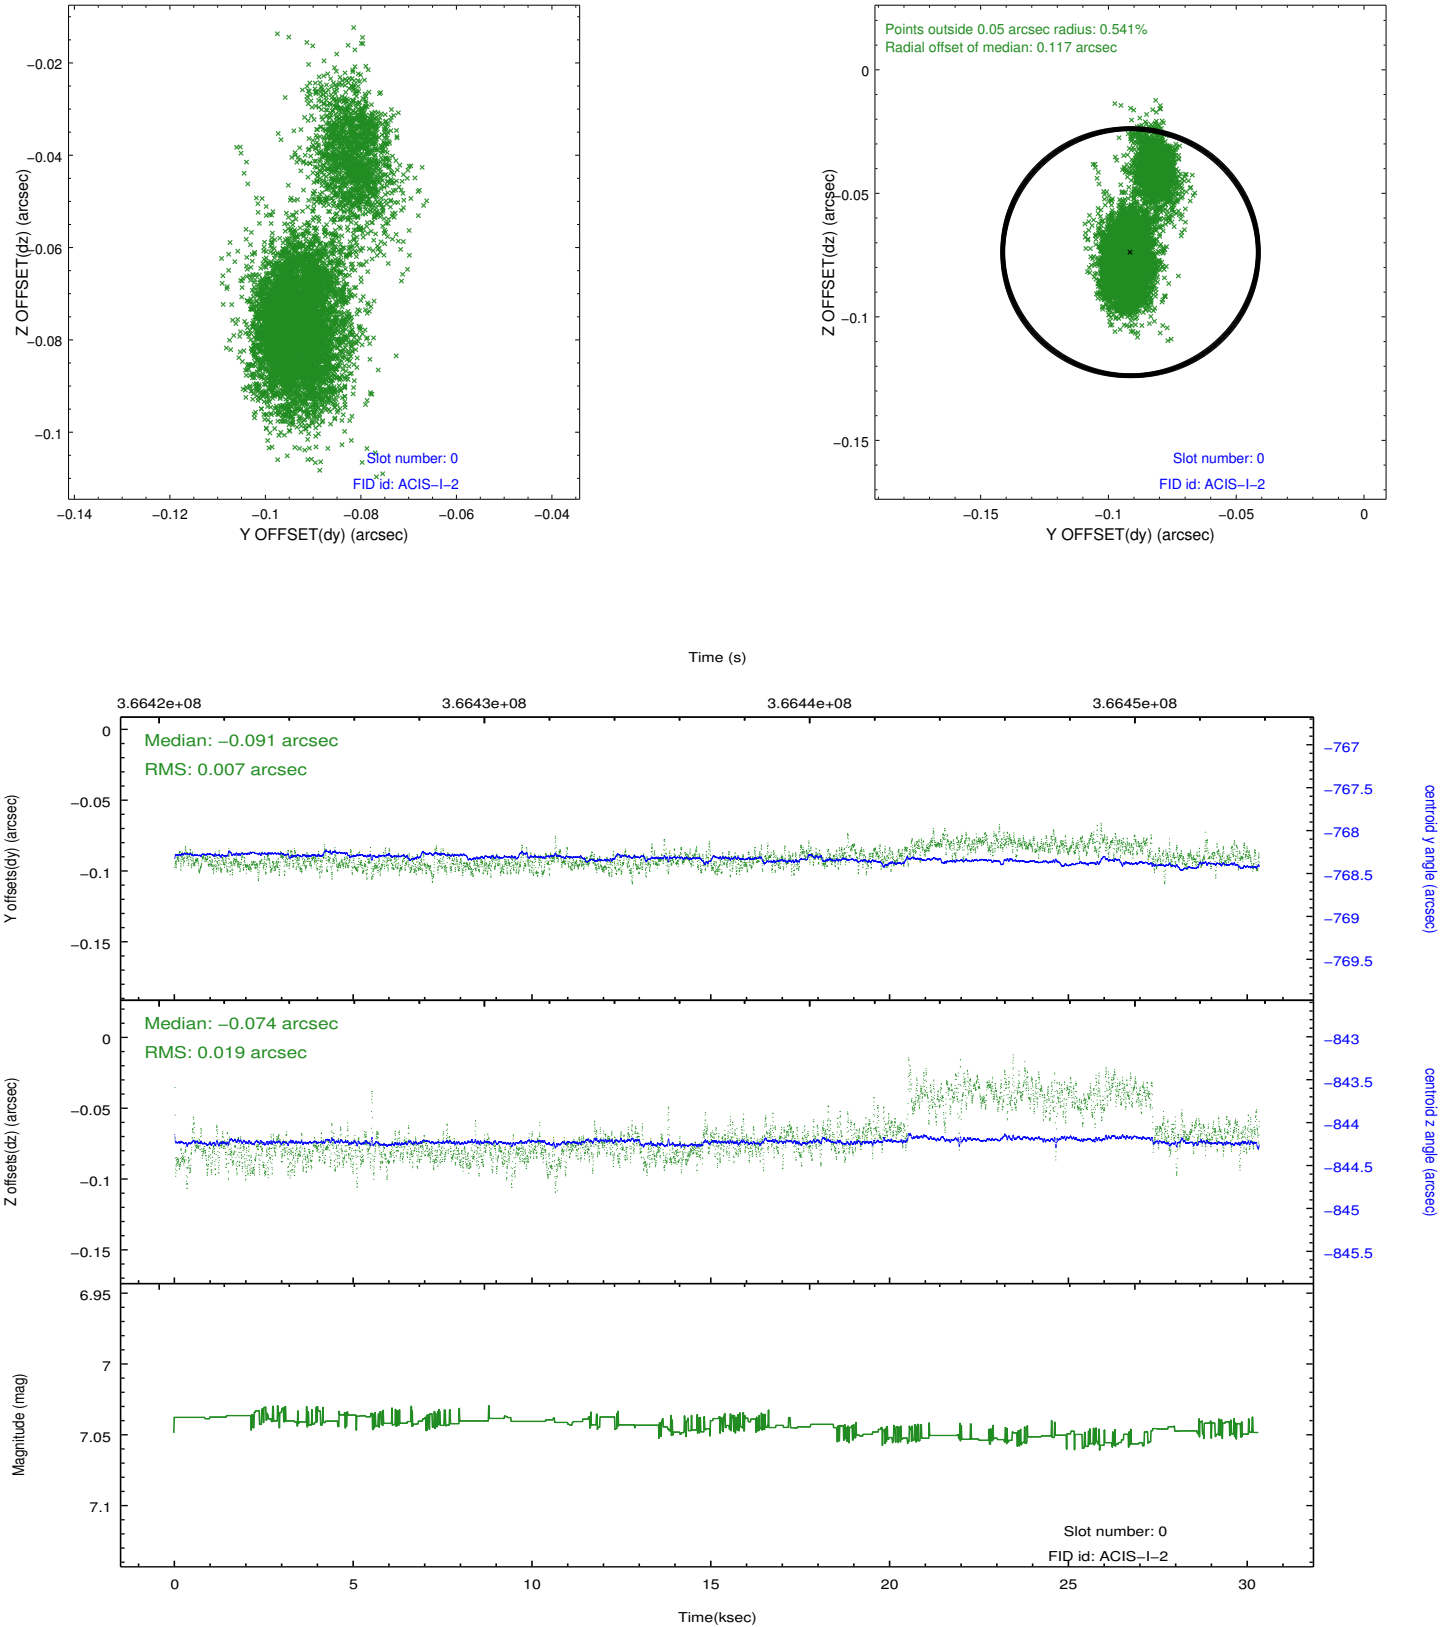 −0.02
−0.04
−0.06
−0.08
−0.1
Z OFFSET(dz) (arcsec)
Slot number: 0
FID id: ACIS−I−2
−0.14 −0.12 −0.1 −0.08 −0.06 −0.04
Y OFFSET(dy) (arcsec)
Points outside 0.05 arcsec radius: 0.541%
Radial offset of median: 0.117 arcsec
0
−0.05
−0.1
−0.15
Z OFFSET(dz) (arcsec)
Slot number: 0
FID id: ACIS−I−2
−0.15 −0.1 −0.05 0
Y OFFSET(dy) (arcsec)
Time (s)
3.6642e+08 3.6643e+08 3.6644e+08 3.6645e+08
Median: −0.091 arcsec
RMS: 0.007 arcsec
0
−0.05
−0.1
−0.15
Y offsets(dy) (arcsec)
−767
−767.5
−768
−768.5
−769
−769.5
centroid y angle (arcsec)
Median: −0.074 arcsec
RMS: 0.019 arcsec
0
−0.05
−0.1
−0.15
Z offsets(dz) (arcsec)
−843
−843.5
−844
−844.5
−845
−845.5
centroid z angle (arcsec)
6.95
7
7.05
7.1
Magnitude (mag)
Slot number: 0
FID id: ACIS−I−2
0 5 10 15 20 25 30
Time(ksec)